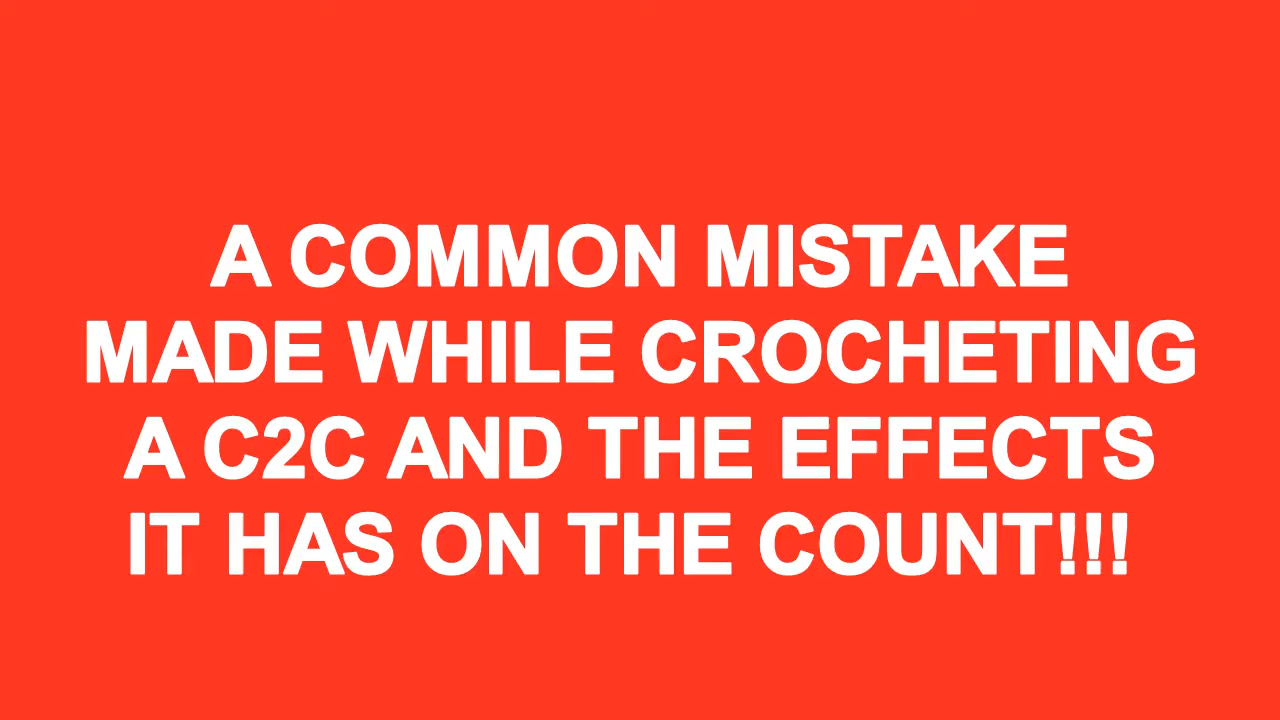 A COMMON MISTAKE
MADE WHILE CROCHETING
A C2C AND THE EFFECTS
IT HAS ON THE COUNT!!!